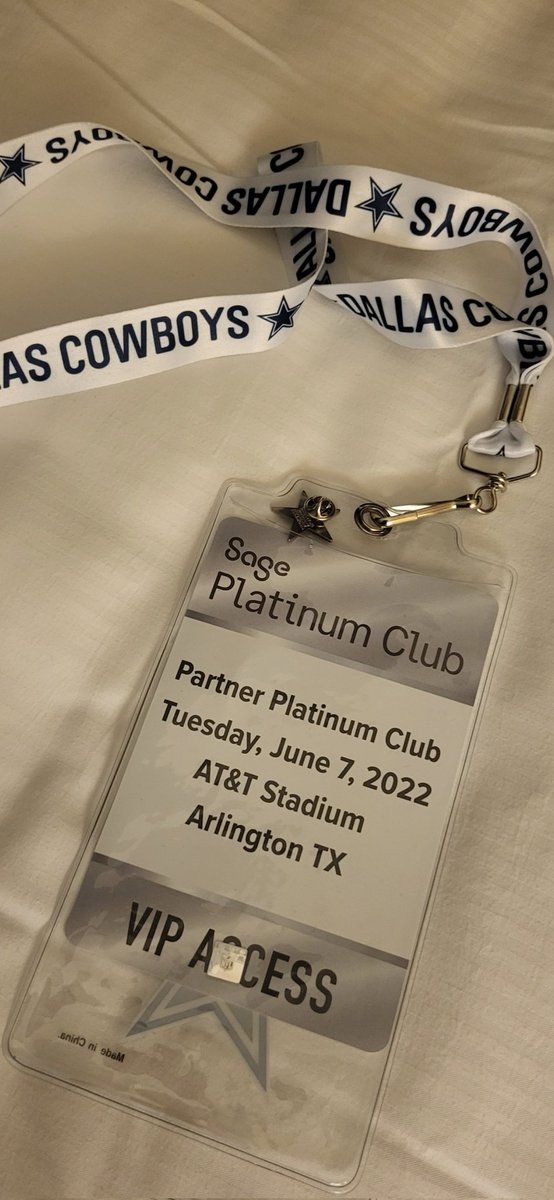 COWBOYS
DALLAS COWBOYS
DALLAS
COWBOYS
Sage
Platinum Club
Partner Platinum Club
Tuesday, June 7, 2022
AT&T Stadium
Arlington TX
VIP ACCESS
Made in China.